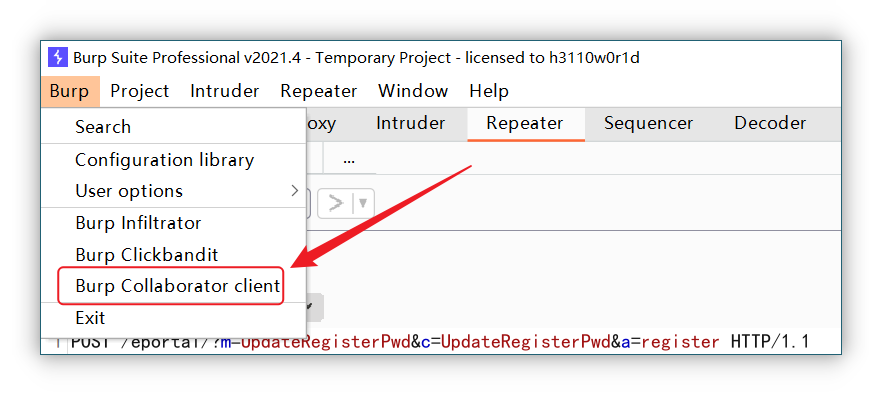 Burp Suite Professional v2021.4 - Temporary Project - licensed to h3110w0r1d
Burp Project Intruder Repeater Window Help
oxy Intruder Repeater Sequencer Decoder
Search
Configuration library
...
User options
Burp Infiltrator
Burp Clickbandit
Burp Collaborator client
Exit
1 POST /eportal/?m=UpdateRegisterPwd&c=UpdateRegisterPwd&a=register HTTP/1.1